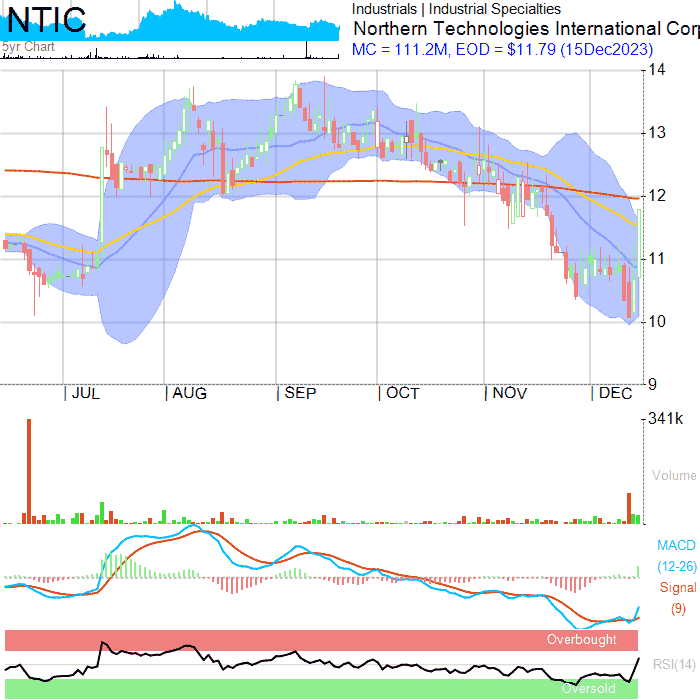 NTIC
5yr Chart
Industrials | Industrial Specialties
Northern Technologies International Corp
MC = 111.2M, EOD = $11.79 (15Dec2023)
14
13
12
11
10
9
| JUL | AUG | SEP | OCT | NOV | DEC
341k
Volume
MACD
(12-26)
Signal
(9)
Overbought
RSI(14)
Oversold